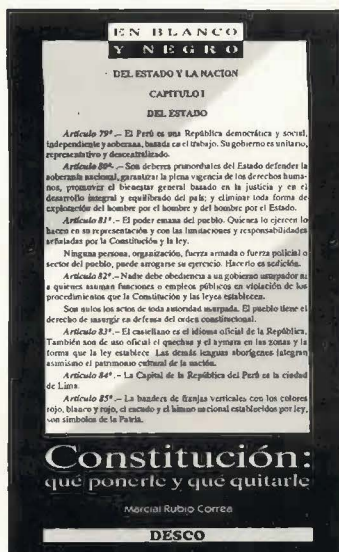 EN BLANCO
Y NEGRO
DEL ESTADO Y LA NACION
CAPITULO I
DEL ESTADO
Artículo 79º.– El Perú es una República democrática y social,
independiente y soberana, basada en el trabajo. Su gobierno es unitario,
representativo y descentralizado.
Artículo 80º.– Son deberes primordiales del Estado defender la
soberanía nacional, garantizar la plena vigencia de los derechos huma-
nos, promover el bienestar general basado en la justicia y en el
desarrollo integral y equilibrado del país; y eliminar toda forma de
explotación del hombre por el hombre y del hombre por el Estado.
Artículo 81º.– El poder emana del pueblo. Quienes lo ejercen lo
hacen en su representación y con las limitaciones y responsabilidades
señaladas por la Constitución y la ley.
Ninguna persona, organización, fuerza armada o fuerza policial o
sector del pueblo, puede arrogarse su ejercicio. Hacerlo es sedición.
Artículo 82º.– Nadie debe obediencia a un gobierno usurpador ni
a quienes asuman funciones o empleos públicos en violación de los
procedimientos que la Constitución y las leyes establecen.
Son nulos los actos de toda autoridad usurpada. El pueblo tiene el
derecho de insurgir en defensa del orden constitucional.
Artículo 83º.– El castellano es el idioma oficial de la República.
También son de uso oficial el quechua y el aymara en las zonas y la
forma que la ley establece. Las demás lenguas aborígenes integran
asimismo el patrimonio cultural de la nación.
Artículo 84º.– La Capital de la República del Perú es la ciudad
de Lima.
Artículo 85º.– La bandera de franjas verticales con los colores
rojo, blanco y rojo, el escudo y el himno nacional establecidos por ley,
son símbolos de la Patria.
Constitución:
qué ponerle y qué quitarle
Marcial Rubio Correa
DESCO